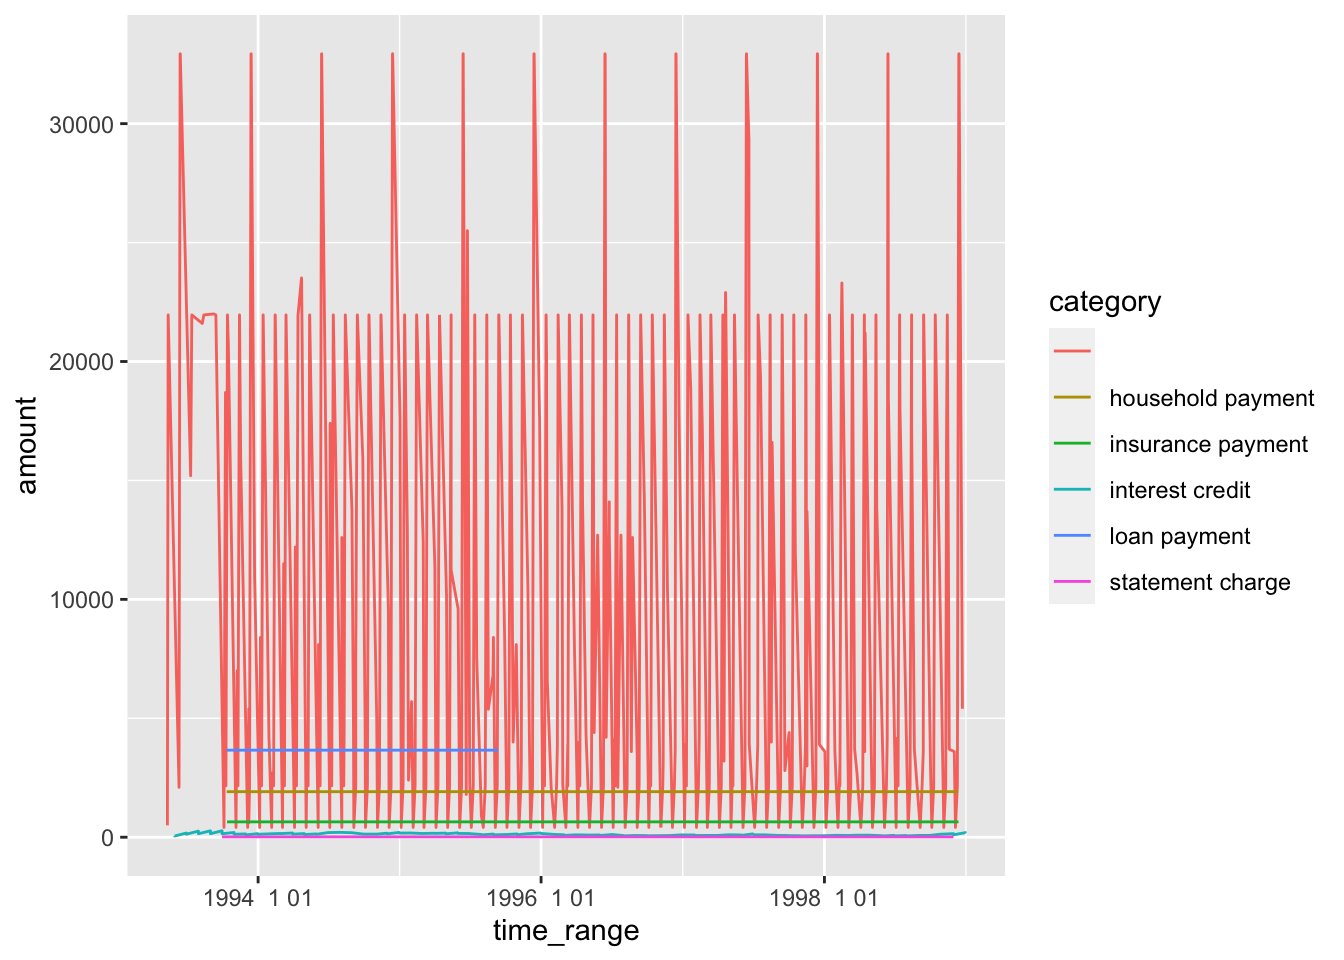 30000
20000
10000
0
amount
1994 1 01
1996 1 01
1998 1 01
time_range
category
household payment
insurance payment
interest credit
loan payment
statement charge